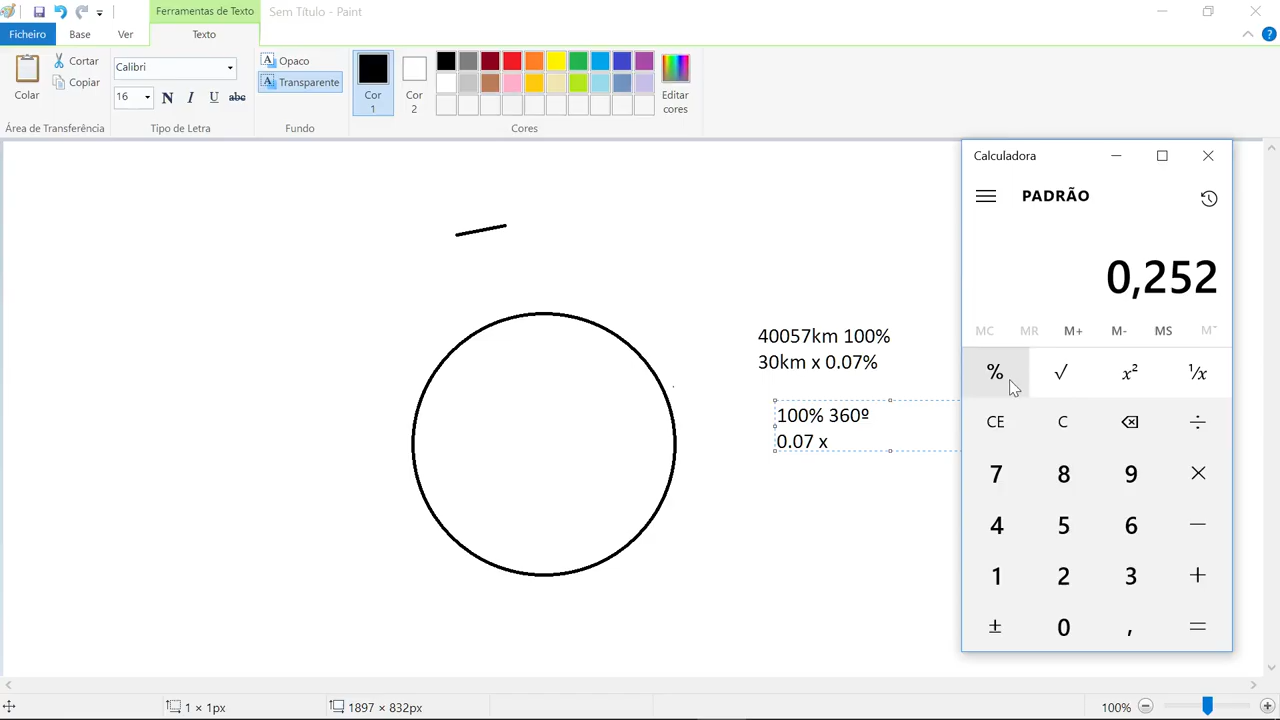 Ferramentas de Texto
Sem Título - Paint
Ficheiro
Base
Ver
Texto
Colar
Cortar
Copiar
Calibri
16
N
I
U
abc
Opaco
Transparente
Cor 1
Cor 2
Editar cores
Área de Transferência
Tipo de Letra
Fundo
Cores
40057km 100%
30km x 0.07%
100% 360º
0.07 x
Calculadora
PADRÃO
0,252
MC MR M+ M- MS M˅
% √ x² ¹/x
CE C ÷
7 8 9 ×
4 5 6 −
1 2 3 +
± 0 , =
1 × 1px
1897 × 832px
100%